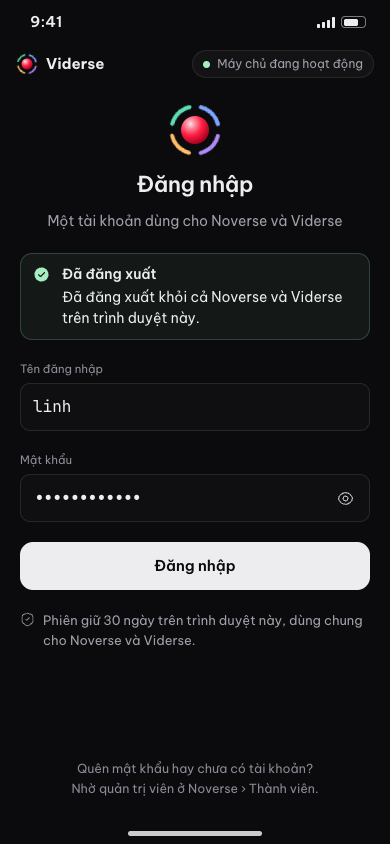 9:41
Viderse
Máy chủ đang hoạt động
Đăng nhập
Một tài khoản dùng cho Noverse và Viderse
Đã đăng xuất
Đã đăng xuất khỏi cả Noverse và Viderse
trên trình duyệt này.
Tên đăng nhập
linh
Mật khẩu
••••••••••••
Đăng nhập
Phiên giữ 30 ngày trên trình duyệt này, dùng chung
cho Noverse và Viderse.
Quên mật khẩu hay chưa có tài khoản?
Nhờ quản trị viên ở Noverse › Thành viên.